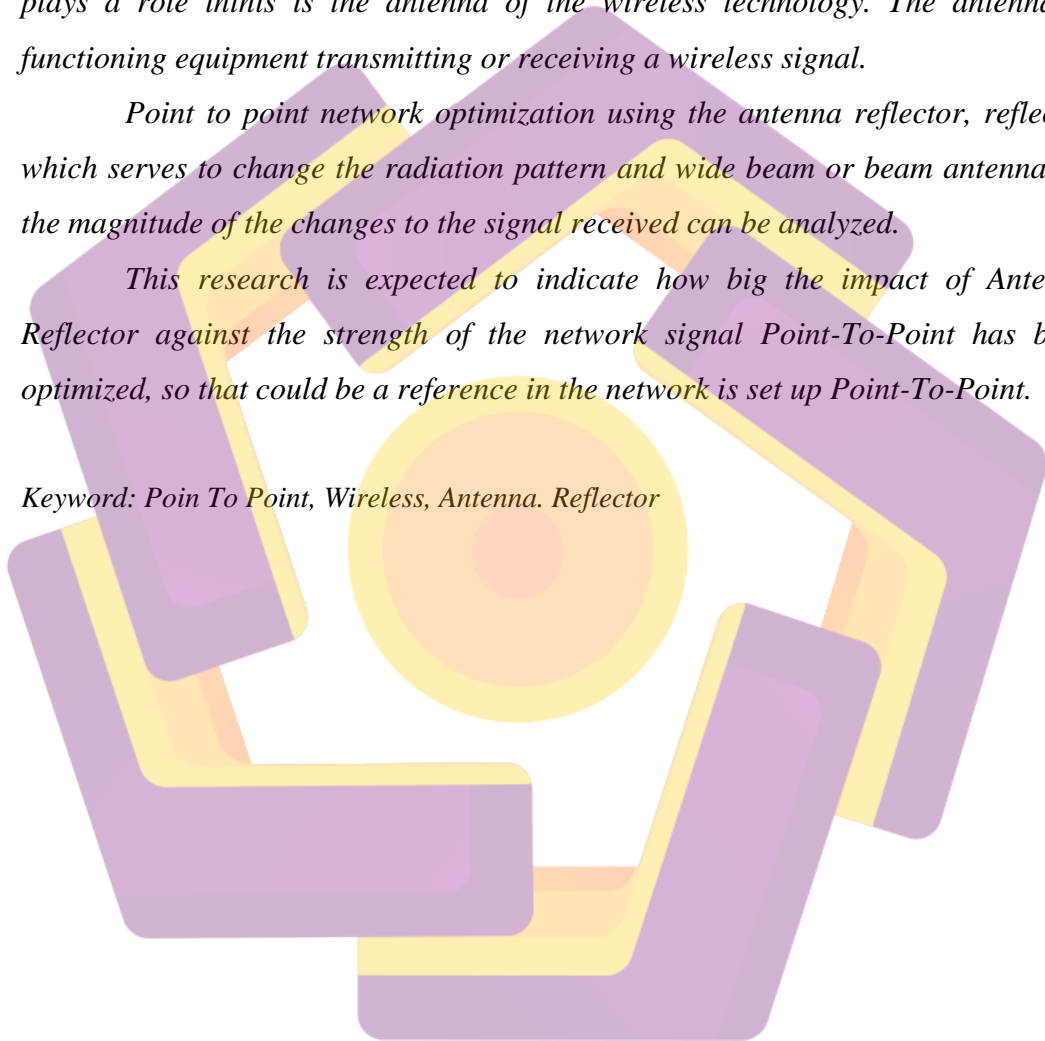 plays a role inints is the antenna of the wireless technology. The antenna
functioning equipment transmitting or receiving a wireless signal.
Point to point network optimization using the antenna reflector, reflec
which serves to change the radiation pattern and wide beam or beam antenna
the magnitude of the changes to the signal received can be analyzed.
This research is expected to indicate how big the impact of Ante
Reflector against the strength of the network signal Point-To-Point has b
optimized, so that could be a reference in the network is set up Point-To-Point.
Keyword: Poin To Point, Wireless, Antenna. Reflector